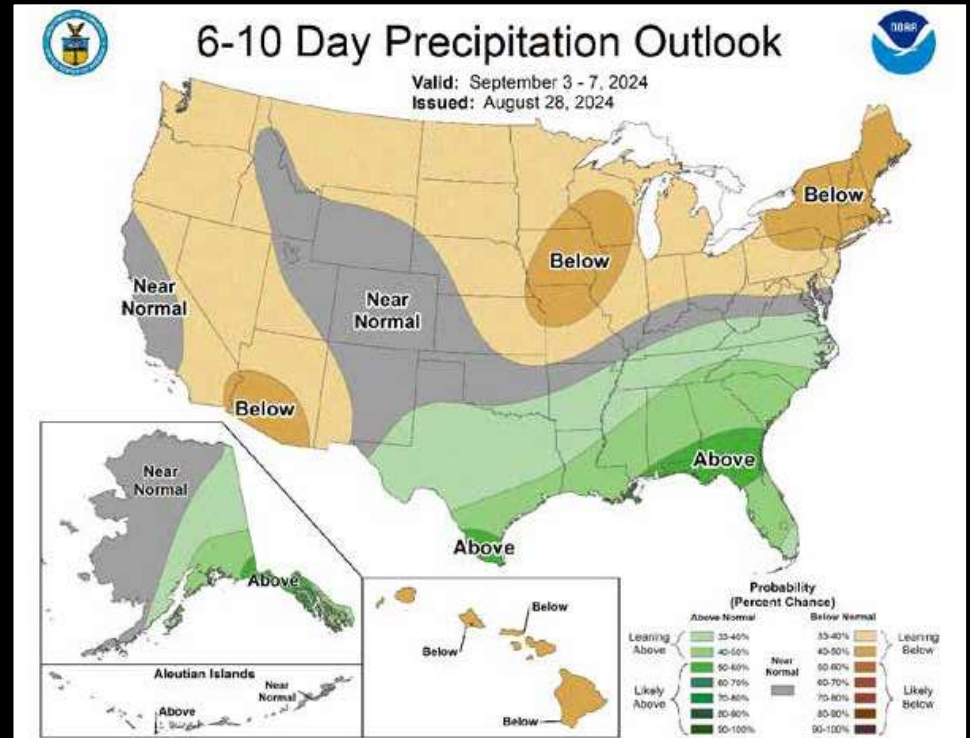 6-10 Day Precipitation Outlook
NOAA
Valid: September 3 - 7, 2024
Issued: August 28, 2024
Below
Below
Near
Normal
Near
Normal
Below
Above
Above
Near
Normal
Above
Aleutian Islands
Near
Normal
Above
Below
Below
Below
Probability
(Percent Chance)
Above Normal
Below Normal
Leaning
Above
33-40%
40-50%
Likely
Above
50-60%
60-70%
70-80%
80-90%
90-100%
Near
Normal
33-40%
40-50%
Leaning
Below
50-60%
60-70%
70-80%
80-90%
90-100%
Likely
Below